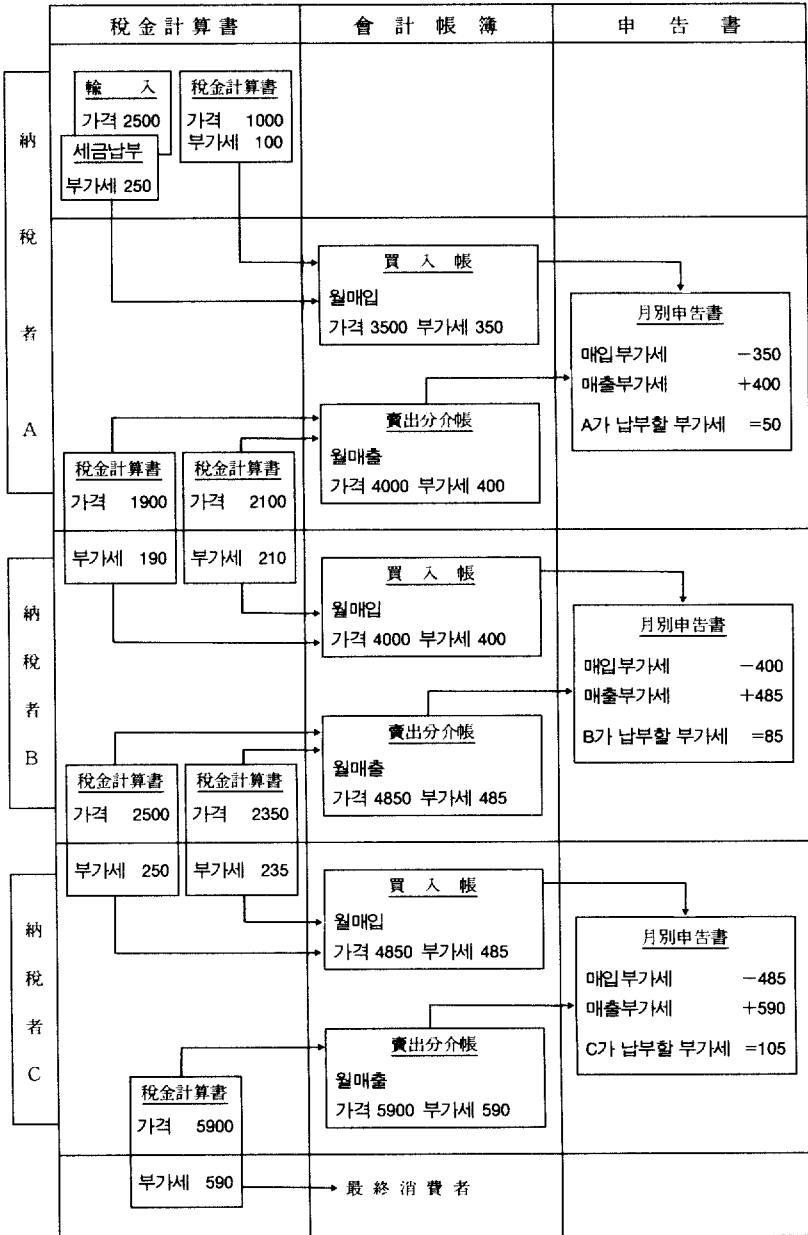 稅金計算書 會計帳簿 申告書
納稅者 A
輸入
가격 2500
세금납부
부가세 250
稅金計算書
가격 1000
부가세 100
買入帳
월매입
가격 3500 부가세 350
月別申告書
매입부가세 −350
매출부가세 +400
A가 납부할 부가세 =50
賣出分介帳
월매출
가격 4000 부가세 400
稅金計算書
가격 1900
부가세 190
稅金計算書
가격 2100
부가세 210
納稅者 B
買入帳
월매입
가격 4000 부가세 400
月別申告書
매입부가세 −400
매출부가세 +485
B가 납부할 부가세 =85
賣出分介帳
월매출
가격 4850 부가세 485
稅金計算書
가격 2500
부가세 250
稅金計算書
가격 2350
부가세 235
納稅者 C
買入帳
월매입
가격 4850 부가세 485
月別申告書
매입부가세 −485
매출부가세 +590
C가 납부할 부가세 =105
賣出分介帳
월매출
가격 5900 부가세 590
稅金計算書
가격 5900
부가세 590
最終消費者